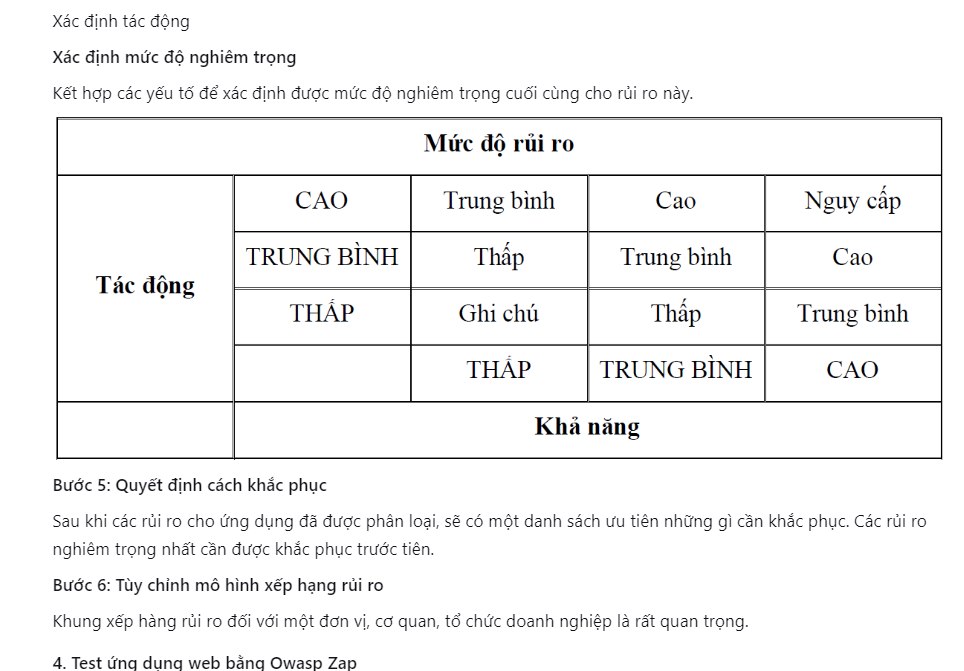 Xác định tác động
Xác định mức độ nghiêm trọng
Kết hợp các yếu tố để xác định được mức độ nghiêm trọng cuối cùng cho rủi ro này.
Mức độ rủi ro
Tác động
CAO Trung bình Cao Nguy cấp
TRUNG BÌNH Thấp Trung bình Cao
THẤP Ghi chú Thấp Trung bình
THẤP TRUNG BÌNH CAO
Khả năng
Bước 5: Quyết định cách khắc phục
Sau khi các rủi ro cho ứng dụng đã được phân loại, sẽ có một danh sách ưu tiên những gì cần khắc phục. Các rủi ro
nghiêm trọng nhất cần được khắc phục trước tiên.
Bước 6: Tùy chỉnh mô hình xếp hạng rủi ro
Khung xếp hàng rủi ro đối với một đơn vị, cơ quan, tổ chức doanh nghiệp là rất quan trọng.
4. Test ứng dụng web bằng Owasp Zap